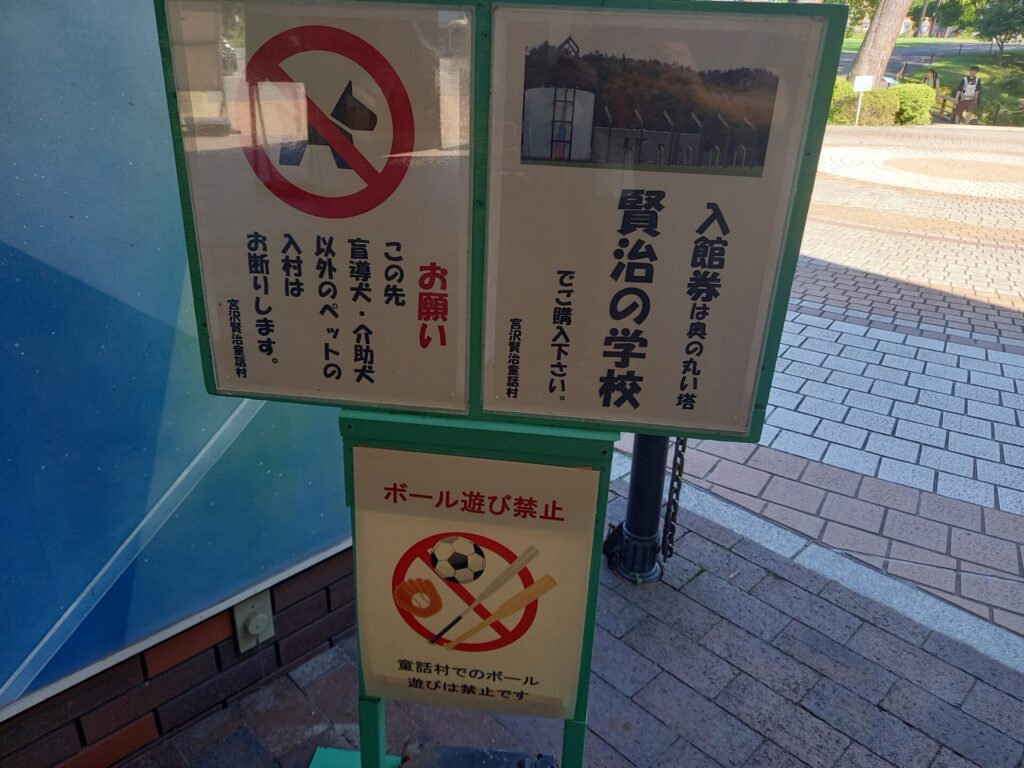 お願い
この先
盲導犬・介助犬
以外のペットの
入村は
お断りします。
宮沢賢治童話村
入館券は奥の丸い塔
賢治の学校
でご購入下さい。
宮沢賢治童話村
ボール遊び禁止
童話村でのボール
遊びは禁止です